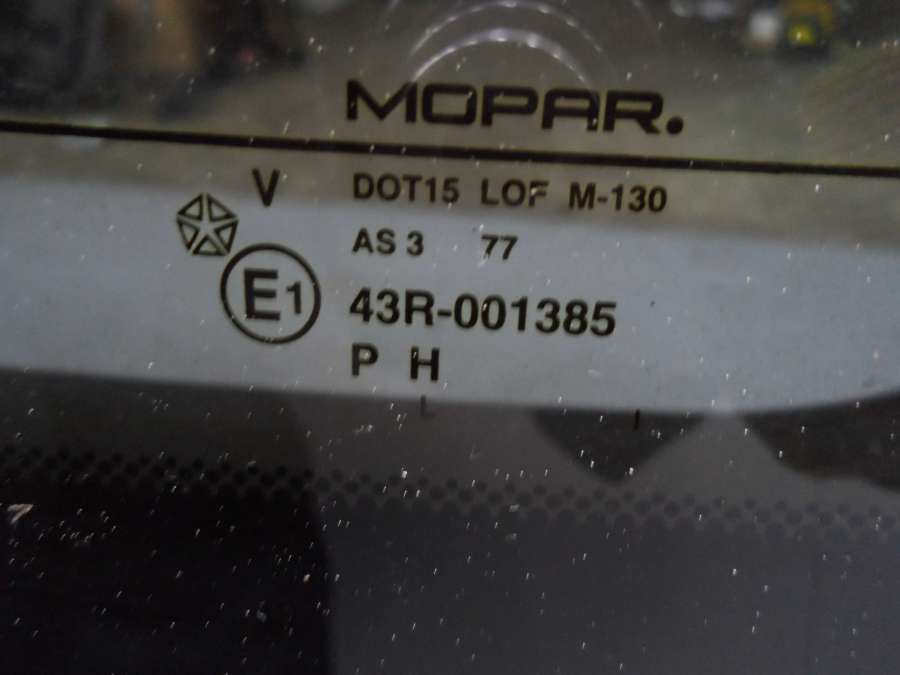 MOPAR.
V DOT15 LOF M-130
AS 3 77
E1 43R-001385
P H